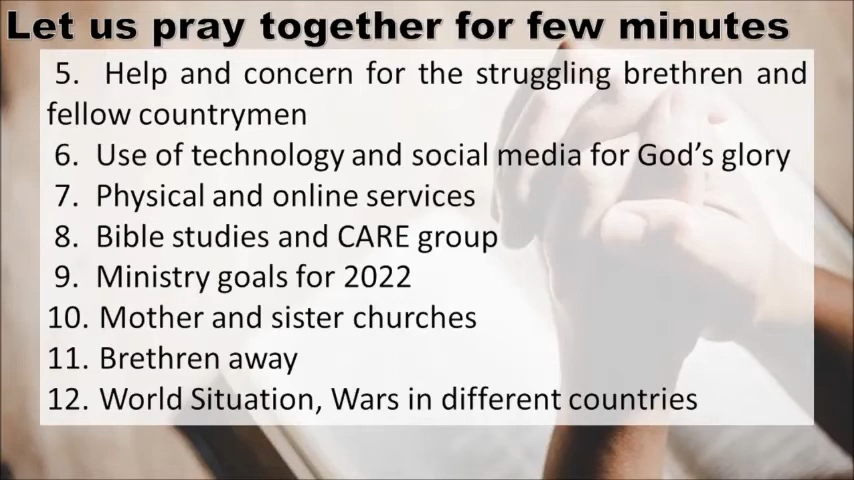 Let us pray together for few minutes
5. Help and concern for the struggling brethren and
fellow countrymen
6. Use of technology and social media for God’s glory
7. Physical and online services
8. Bible studies and CARE group
9. Ministry goals for 2022
10. Mother and sister churches
11. Brethren away
12. World Situation, Wars in different countries